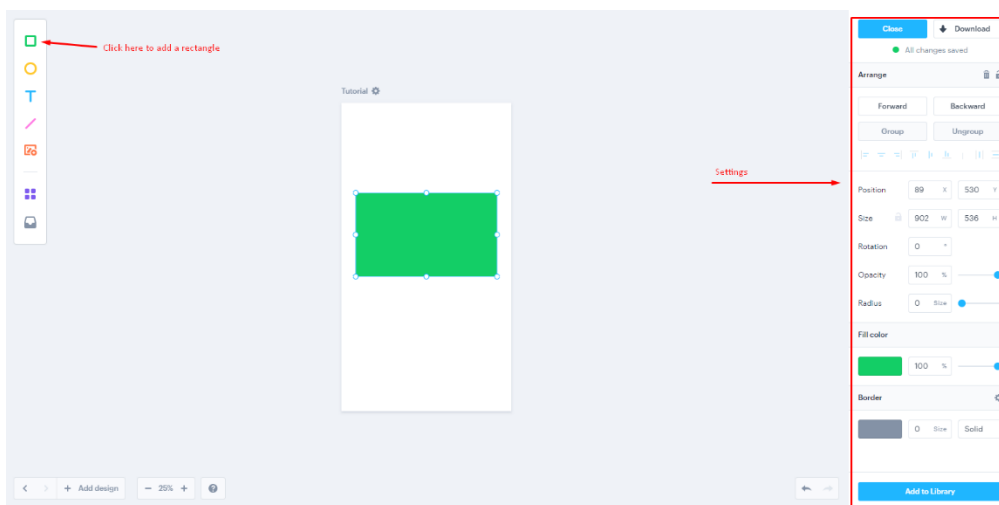 Close
Download
All changes saved
Click here to add a rectangle
Arrange
Tutorial
Forward Backward
Group Ungroup
Settings
Position 89 X 530 Y
Size 902 W 536 H
Rotation 0 °
Opacity 100 %
Radius 0 Size
Fill color
100 %
Border
0 Size Solid
+ Add design
− 25% +
?
Add to Library